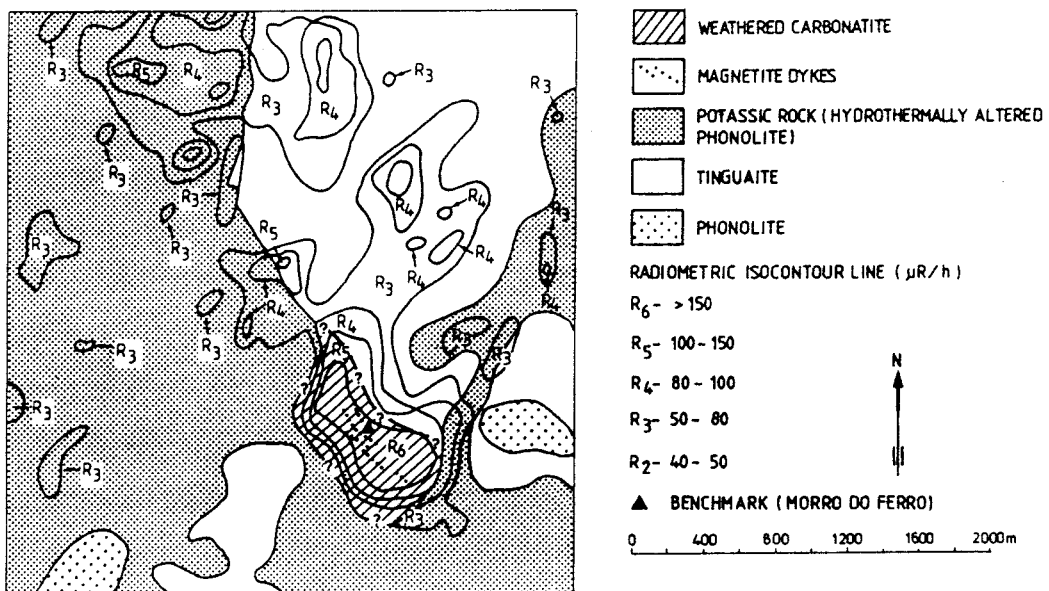 R3
R5
R4
R3
R3
R4
R3
R3
R3
R3
R4
R4
R4
R4
R3
R3
R5
R3
R4
R3
R3
R4
R3
R3
? R4
R3
R3
R5
?
?
?
R3
?
R6
?
?
R3
R3
?
?
WEATHERED CARBONATITE
MAGNETITE DYKES
POTASSIC ROCK (HYDROTHERMALLY ALTERED
PHONOLITE)
TINGUAITE
PHONOLITE
RADIOMETRIC ISOCONTOUR LINE (µR/h)
R6- >150
R5- 100-150
R4- 80-100
R3- 50-80
R2- 40-50
N
▲ BENCHMARK (MORRO DO FERRO)
0 400 800 1200 1600 2000m